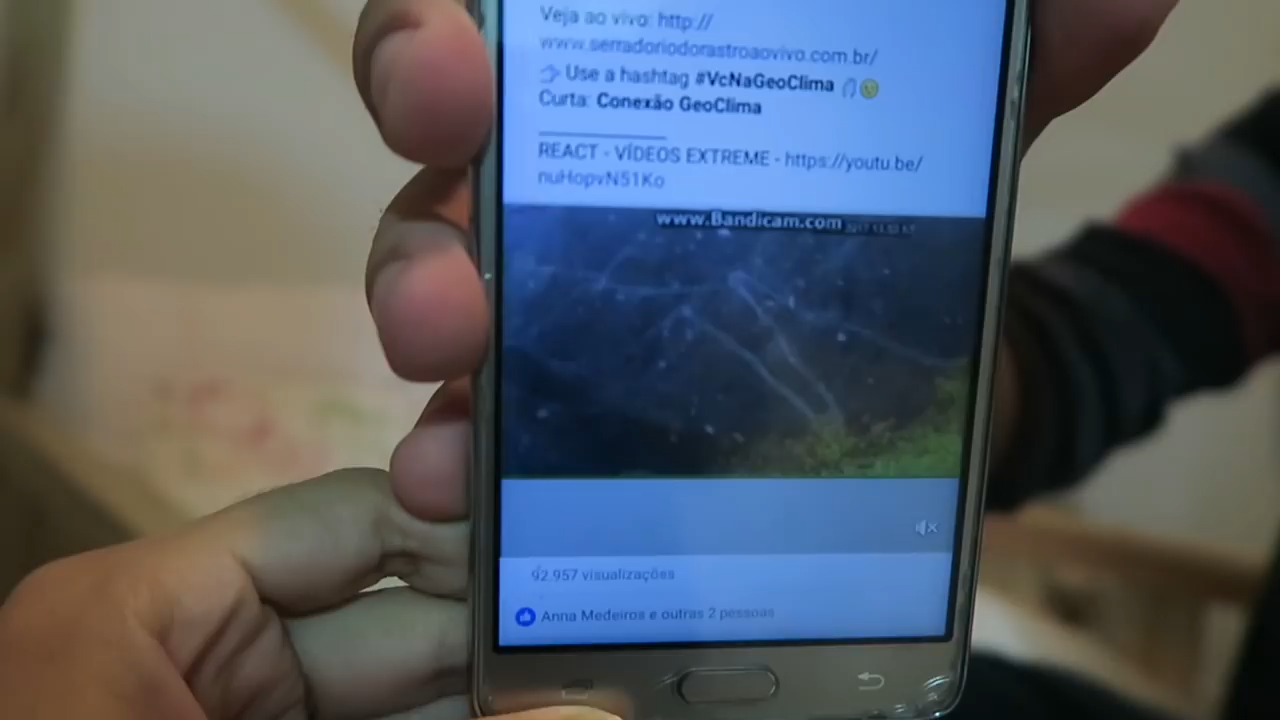 Veja ao vivo: http://
www.serradoriodorastroaovivo.com.br/
Use a hashtag #VcNaGeoClima
Curta: Conexão GeoClima
REACT - VÍDEOS EXTREME - https://youtu.be/
nuHopvN51Ko
www.Bandicam.com
92.957 visualizações
Anna Medeiros e outras 2 pessoas